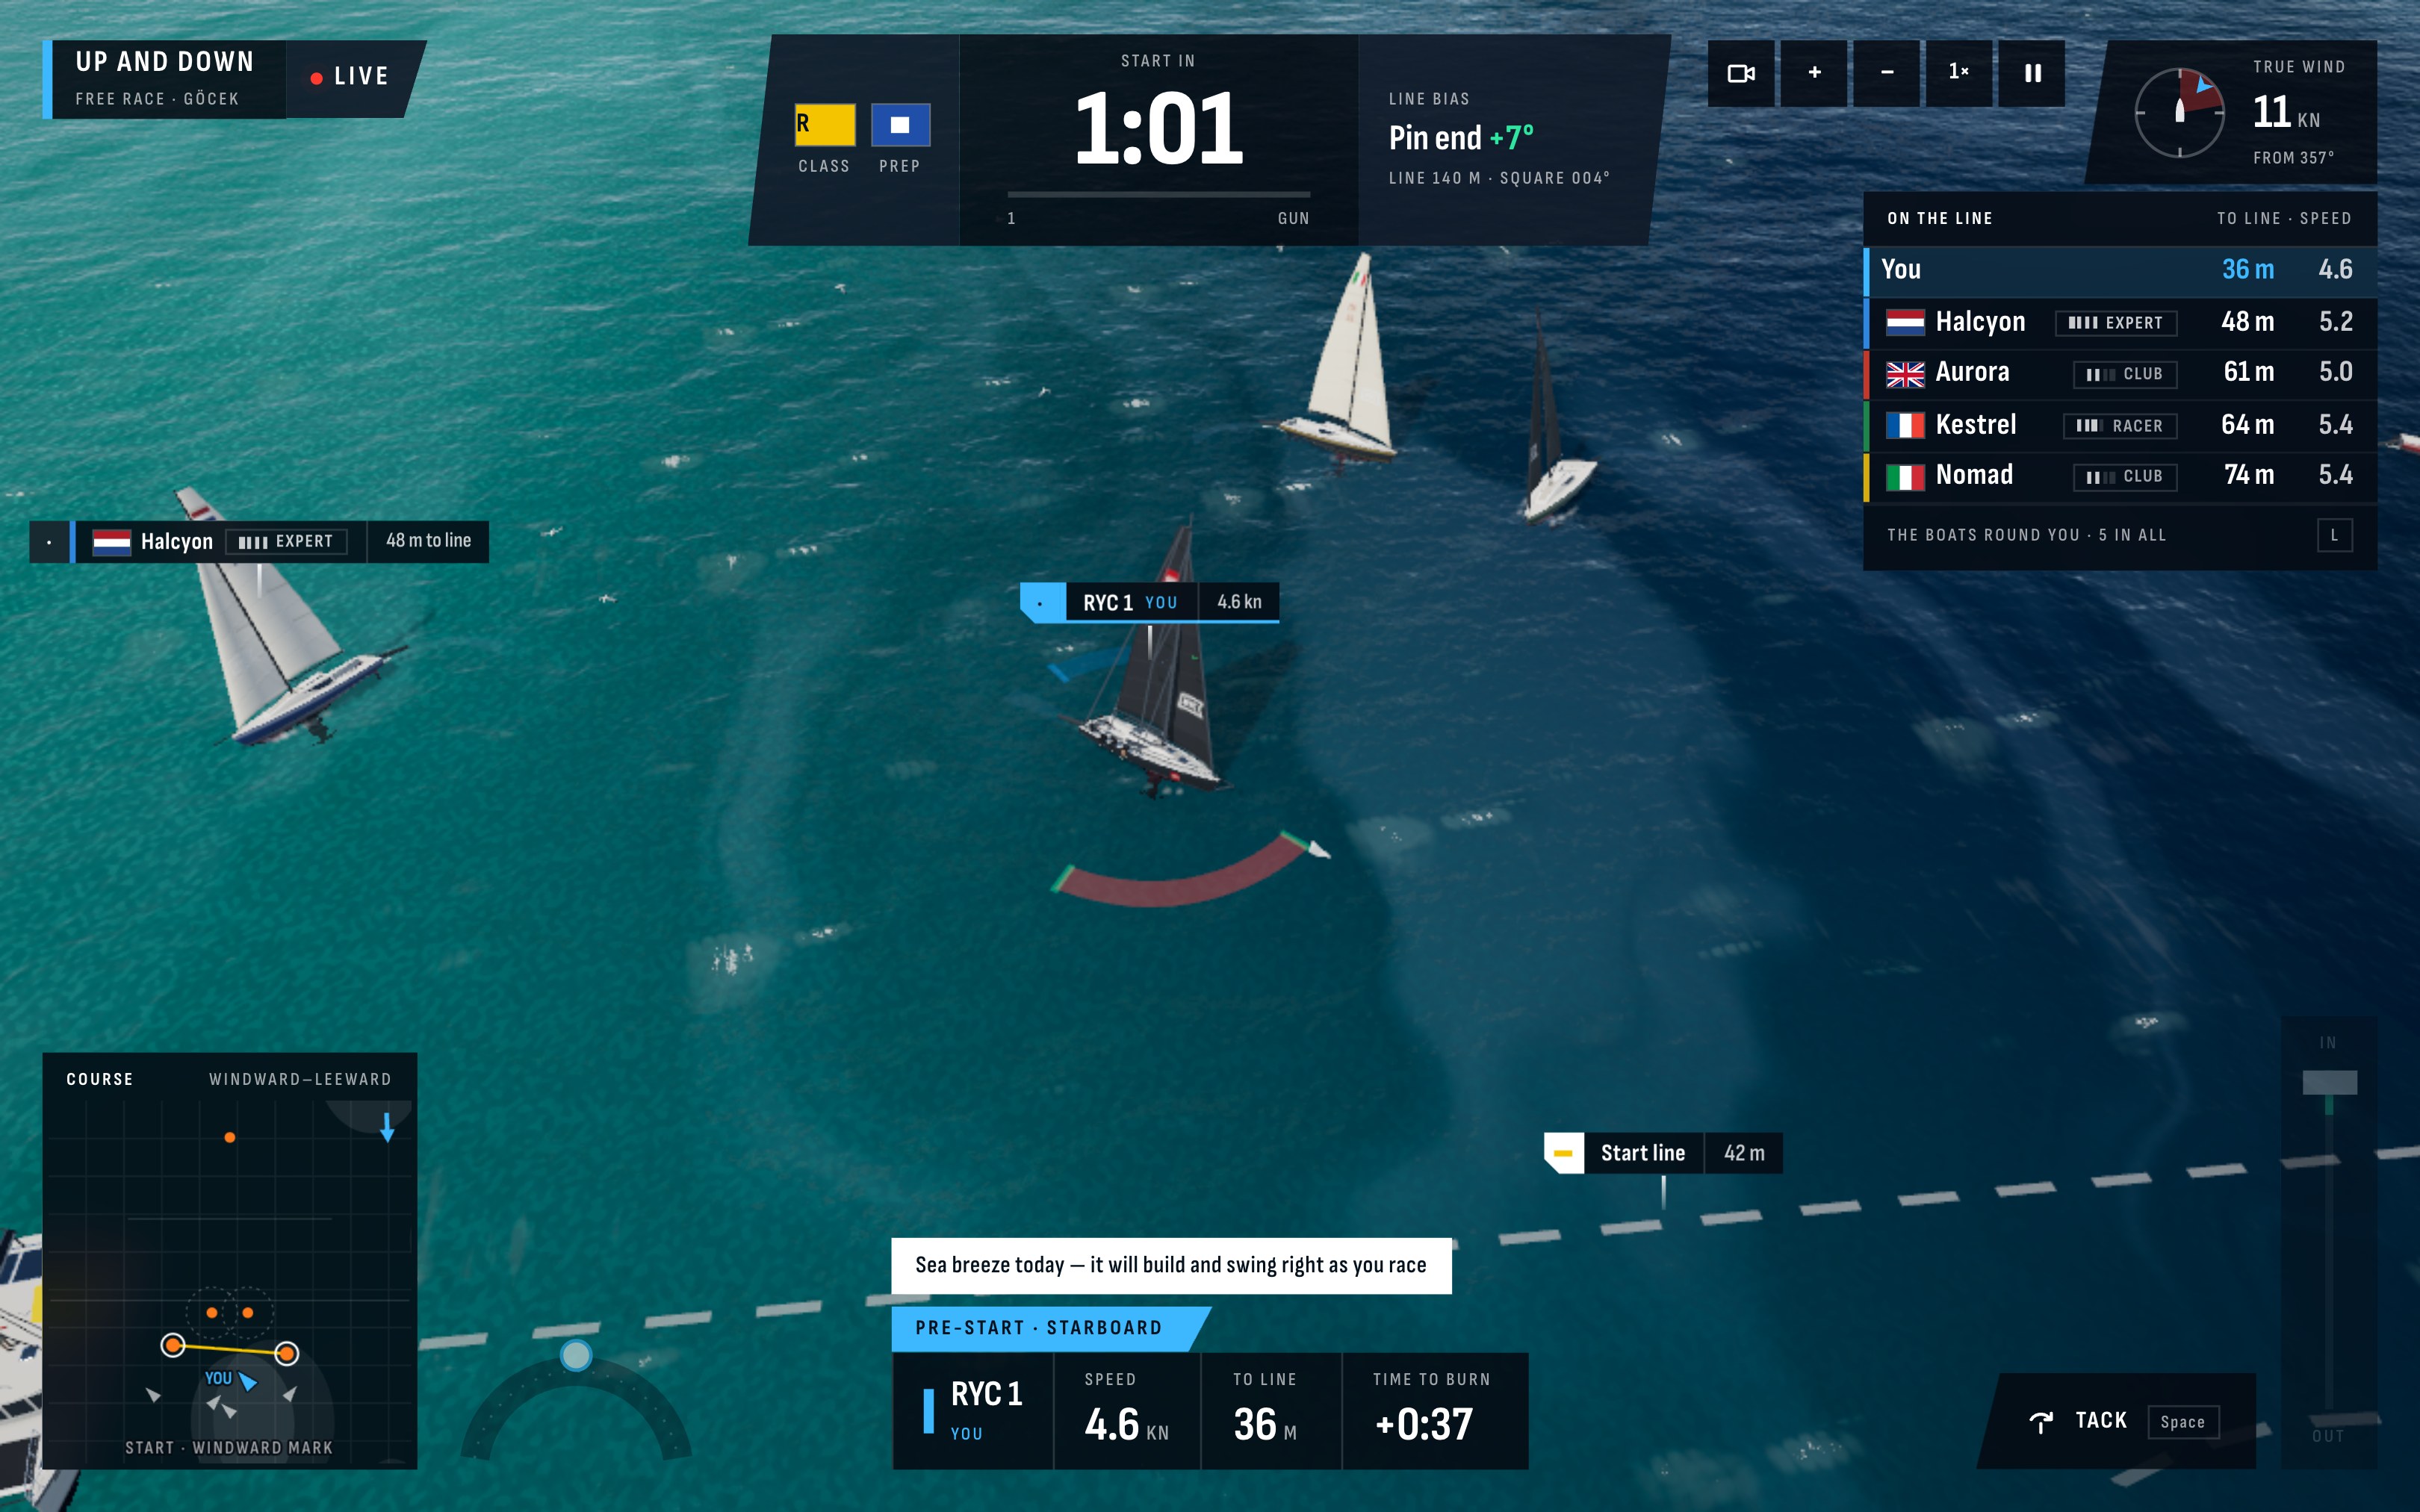 UP AND DOWN
FREE RACE · GÖCEK
LIVE
R
CLASS
PREP
START IN
1:01
1
GUN
LINE BIAS
Pin end +7°
LINE 140 M · SQUARE 004°
+
−
1×
TRUE WIND
11 KN
FROM 357°
ON THE LINE
TO LINE · SPEED
You 36 m 4.6
Halcyon EXPERT 48 m 5.2
Aurora CLUB 61 m 5.0
Kestrel RACER 64 m 5.4
Nomad CLUB 74 m 5.4
THE BOATS ROUND YOU · 5 IN ALL
L
Halcyon EXPERT 48 m to line
RYC 1 YOU 4.6 kn
Start line 42 m
COURSE
WINDWARD–LEEWARD
YOU
START · WINDWARD MARK
Sea breeze today — it will build and swing right as you race
PRE-START · STARBOARD
RYC 1
YOU
SPEED
4.6 KN
TO LINE
36 M
TIME TO BURN
+0:37
TACK Space
IN
OUT